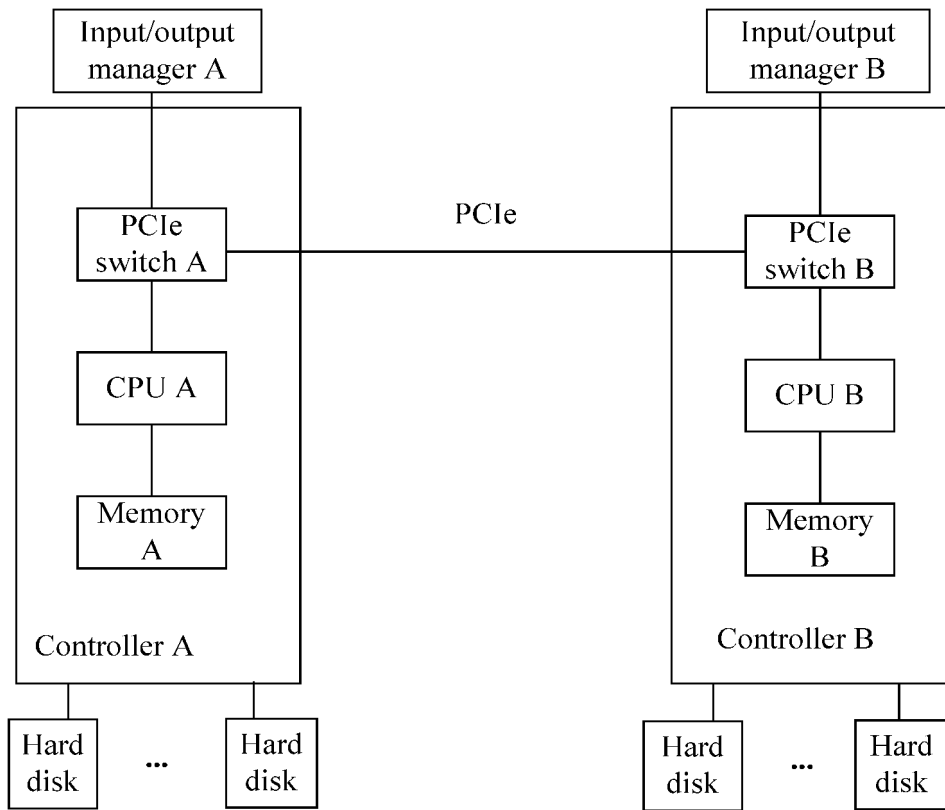 Input/output
manager A
Input/output
manager B
PCIe
switch A
PCIe
PCIe
switch B
CPU A
CPU B
Memory
A
Memory
B
Controller A
Controller B
Hard
disk
...
Hard
disk
Hard
disk
...
Hard
disk